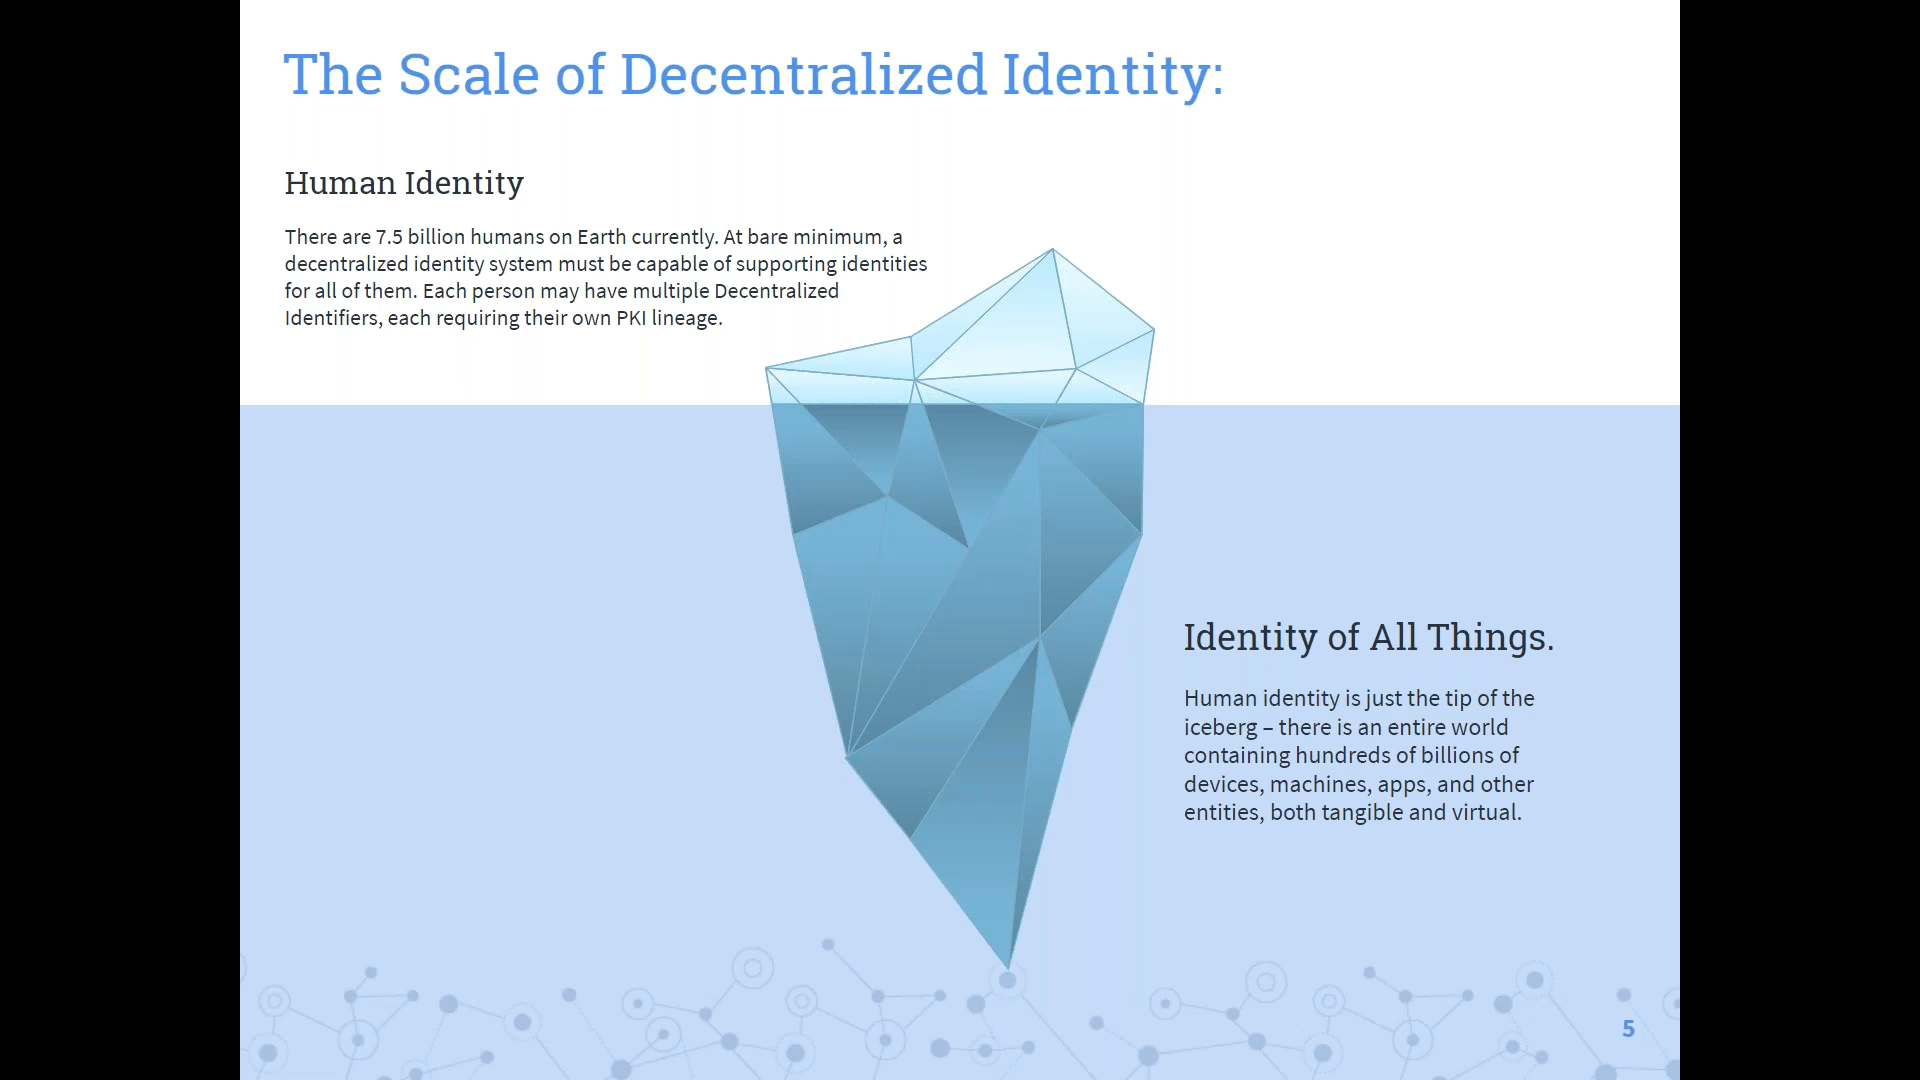 The Scale of Decentralized Identity:
Human Identity
There are 7.5 billion humans on Earth currently. At bare minimum, a
decentralized identity system must be capable of supporting identities
for all of them. Each person may have multiple Decentralized
Identifiers, each requiring their own PKI lineage.
Identity of All Things.
Human identity is just the tip of the
iceberg – there is an entire world
containing hundreds of billions of
devices, machines, apps, and other
entities, both tangible and virtual.
5